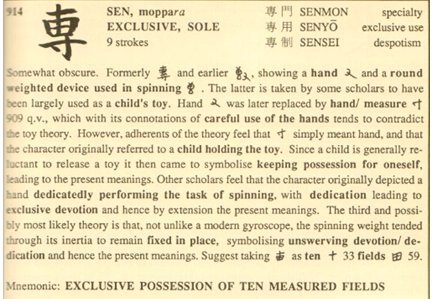 914
専
SEN, moppara
EXCLUSIVE, SOLE
9 strokes
専門 SENMON specialty
専用 SENYŌ exclusive use
専制 SENSEI despotism
Somewhat obscure. Formerly 専 and earlier, showing a hand and a round
weighted device used in spinning. The latter is taken by some scholars to have
been largely used as a child's toy. Hand was later replaced by hand/ measure 寸
909 q.v., which with its connotations of careful use of the hands tends to contradict
the toy theory. However, adherents of the theory feel that 寸 simply meant hand, and that
the character originally referred to a child holding the toy. Since a child is generally re-
luctant to release a toy it then came to symbolise keeping possession for oneself,
leading to the present meanings. Other scholars feel that the character originally depicted a
hand dedicatedly performing the task of spinning, with dedication leading to
exclusive devotion and hence by extension the present meanings. The third and possi-
bly most likely theory is that, not unlike a modern gyroscope, the spinning weight tended
through its inertia to remain fixed in place, symbolising unswerving devotion/ de-
dication and hence the present meanings. Suggest taking as ten 十 33 fields 田 59.
Mnemonic: EXCLUSIVE POSSESSION OF TEN MEASURED FIELDS